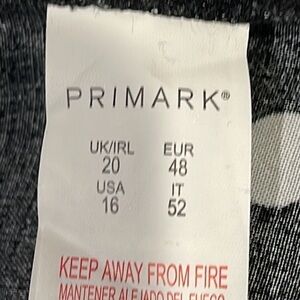 PRIMARK®
UK/IRL EUR
20 48
USA IT
16 52
KEEP AWAY FROM FIRE
MANTENER ALEJADO DEL FUEGO